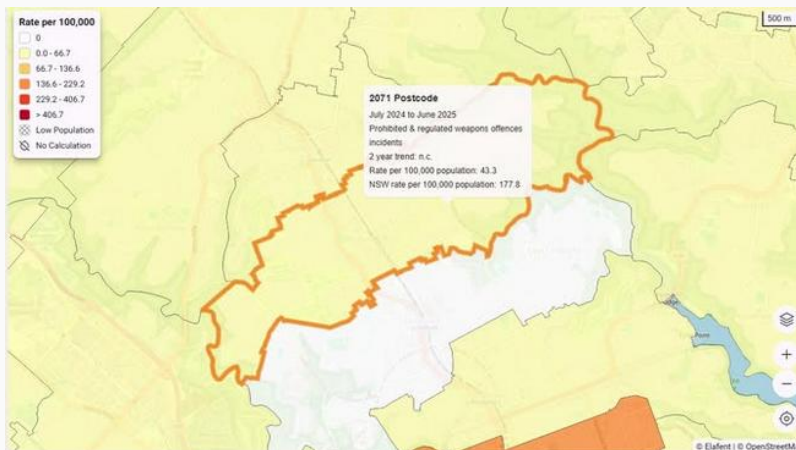 Rate per 100,000
0
0.0 - 66.7
66.7 - 136.6
136.6 - 229.2
229.2 - 406.7
> 406.7
Low Population
No Calculation
500 m
2071 Postcode
July 2024 to June 2025
Prohibited & regulated weapons offences
incidents
2 year trend: n.c.
Rate per 100,000 population: 43.3
NSW rate per 100,000 population: 177.8
© Elafent | © OpenStreetM